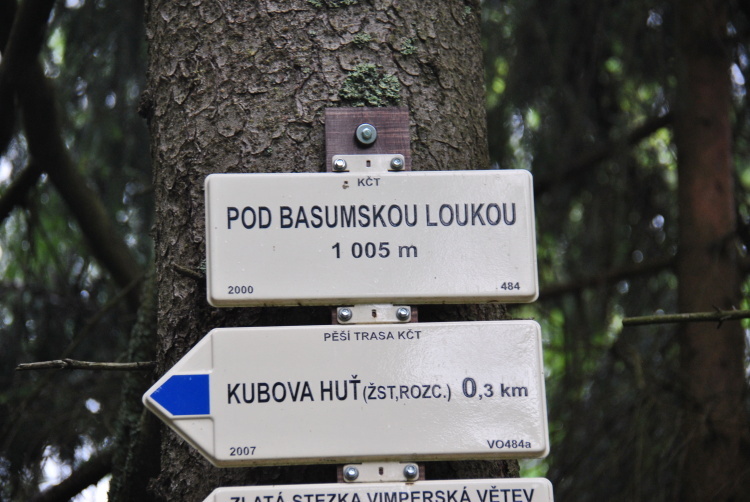 KČT
POD BASUMSKOU LOUKOU
1 005 m
2000 484
PĚŠÍ TRASA KČT
KUBOVA HUŤ (ŽST,ROZC.) 0,3 km
2007 VO484a
ZLATÁ STEZKA VIMPERSKÁ VĚTEV